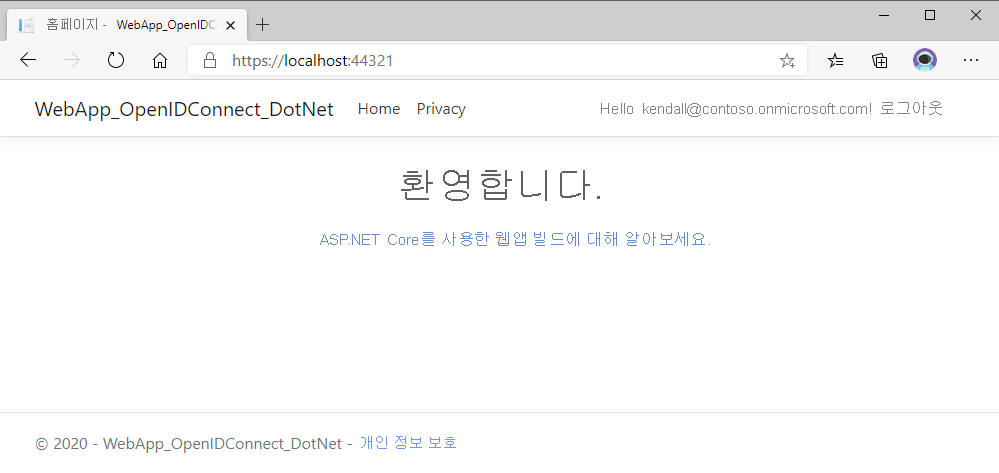 홈페이지 - WebApp_OpenIDC
https://localhost:44321
WebApp_OpenIDConnect_DotNet Home Privacy Hello kendall@contoso.onmicrosoft.com! 로그아웃
환영합니다.
ASP.NET Core를 사용한 웹앱 빌드에 대해 알아보세요.
© 2020 - WebApp_OpenIDConnect_DotNet - 개인 정보 보호